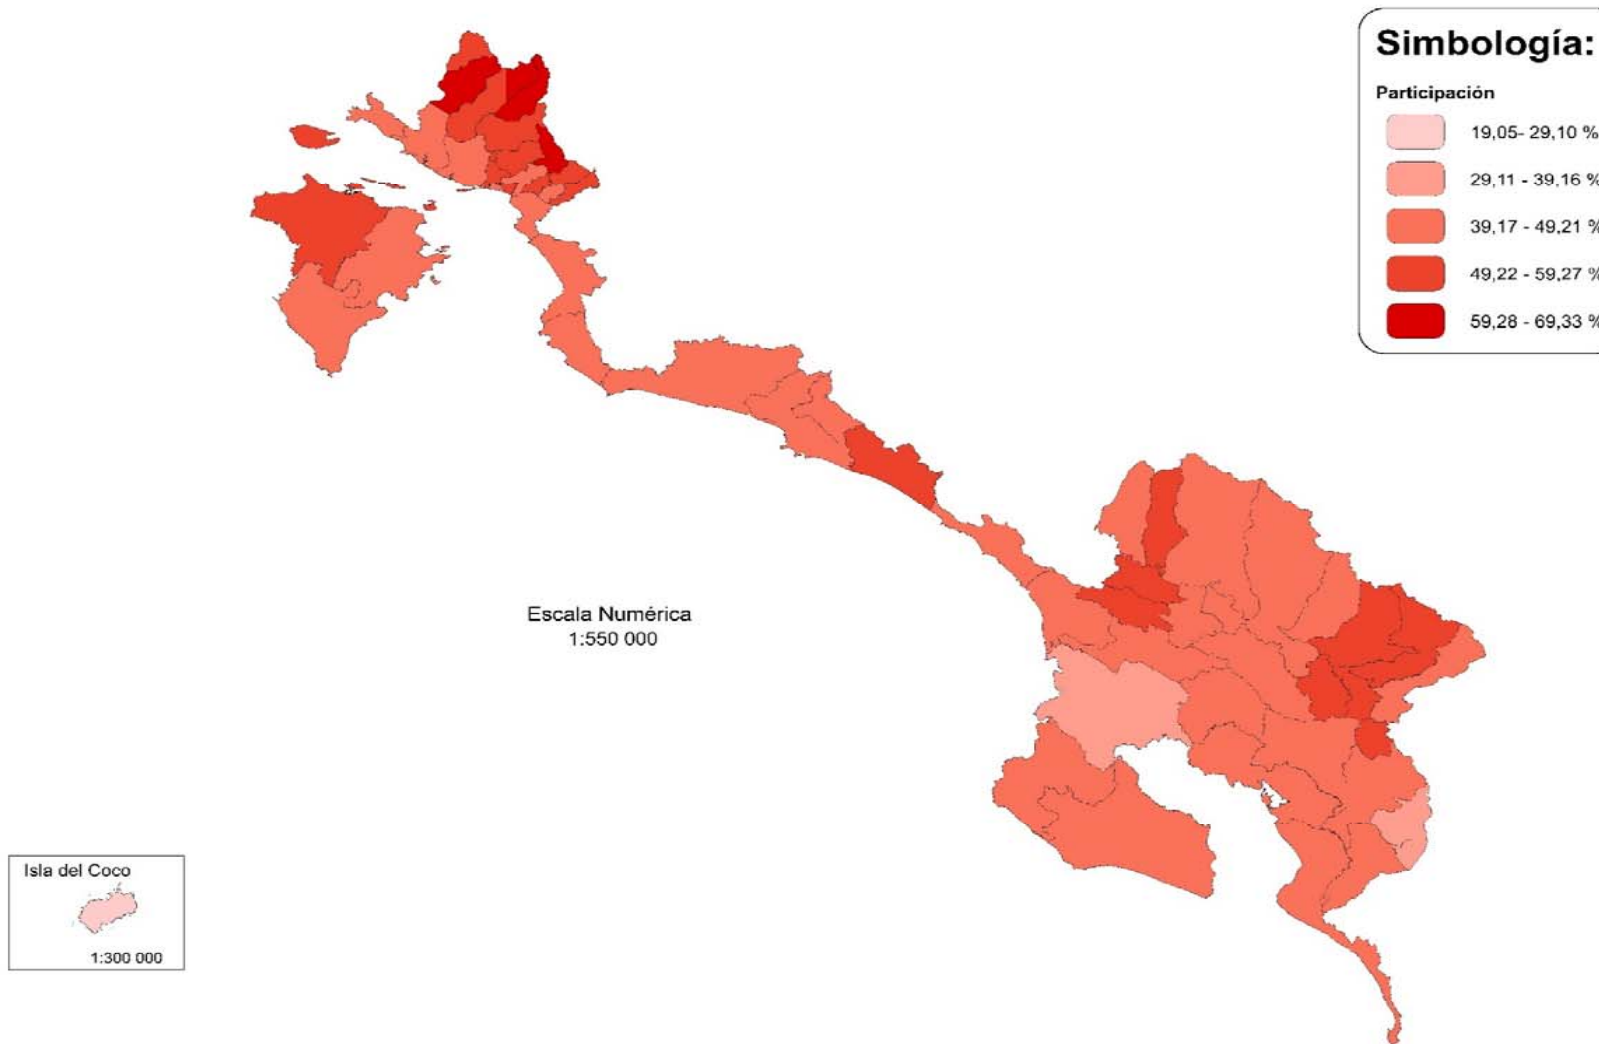 Simbología:
Participación
19,05- 29,10 %
29,11 - 39,16 %
39,17 - 49,21 %
49,22 - 59,27 %
59,28 - 69,33 %
Escala Numérica
1:550 000
Isla del Coco
1:300 000